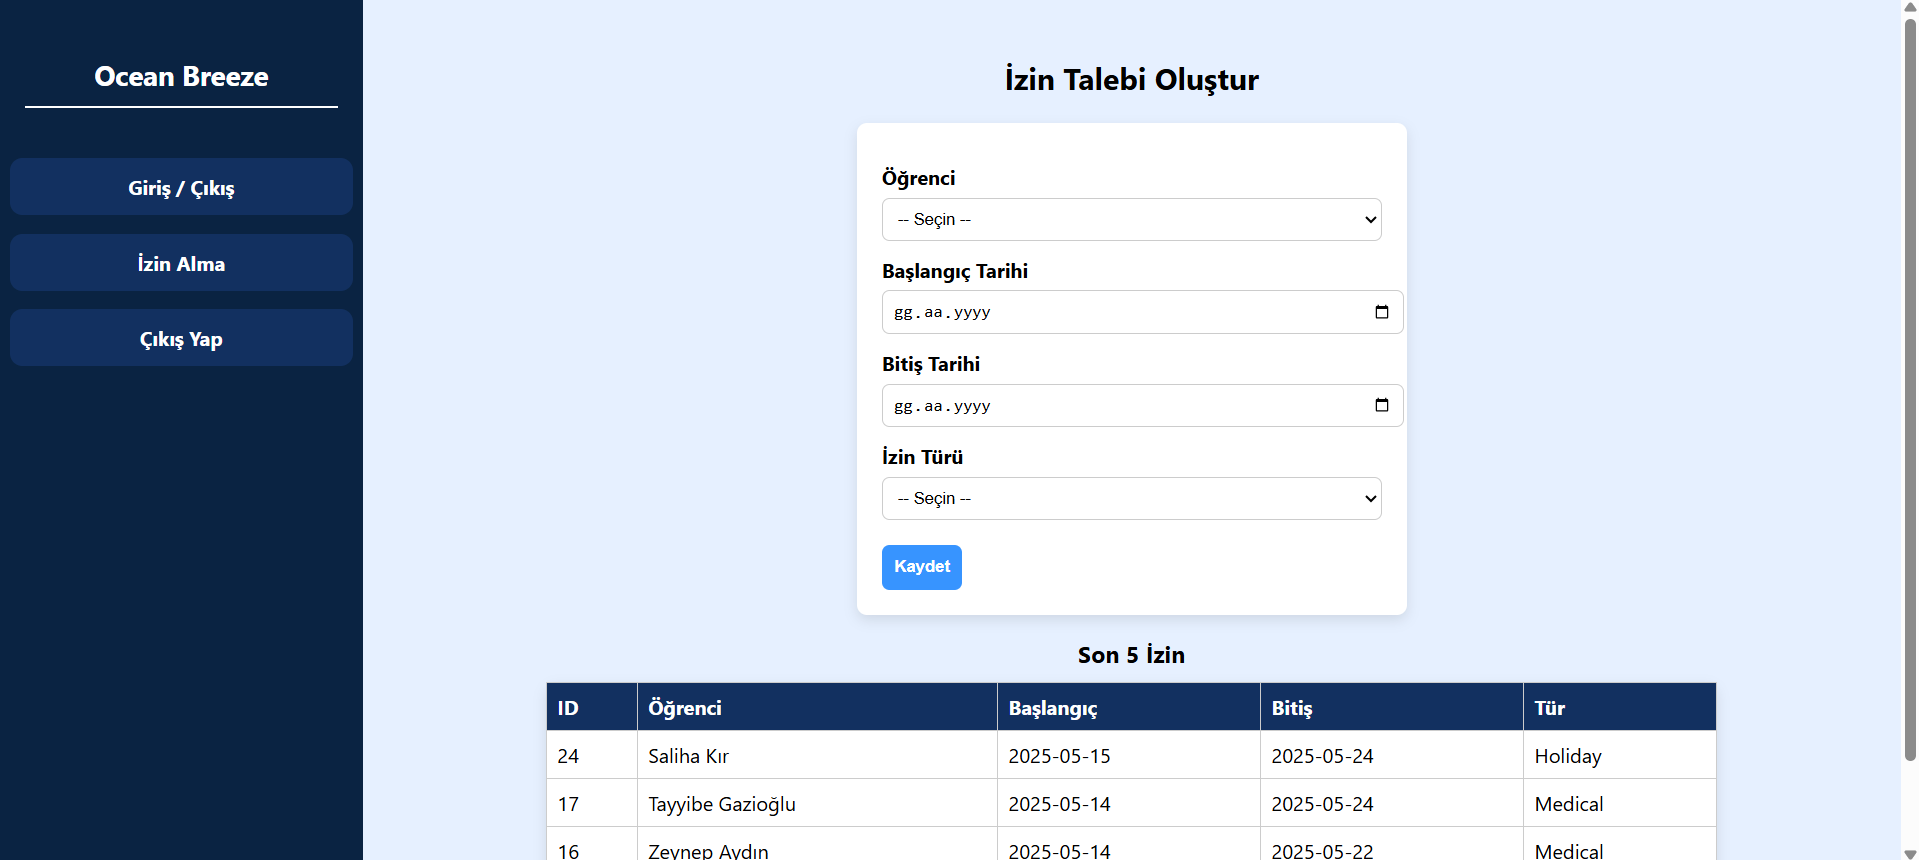 Ocean Breeze
Giriş / Çıkış
İzin Alma
Çıkış Yap
İzin Talebi Oluştur
Öğrenci
-- Seçin --
Başlangıç Tarihi
gg.aa.yyyy
Bitiş Tarihi
gg.aa.yyyy
İzin Türü
-- Seçin --
Kaydet
Son 5 İzin
ID Öğrenci Başlangıç Bitiş Tür
24 Saliha Kır 2025-05-15 2025-05-24 Holiday
17 Tayyibe Gazioğlu 2025-05-14 2025-05-24 Medical
16 Zeynep Aydın 2025-05-14 2025-05-22 Medical